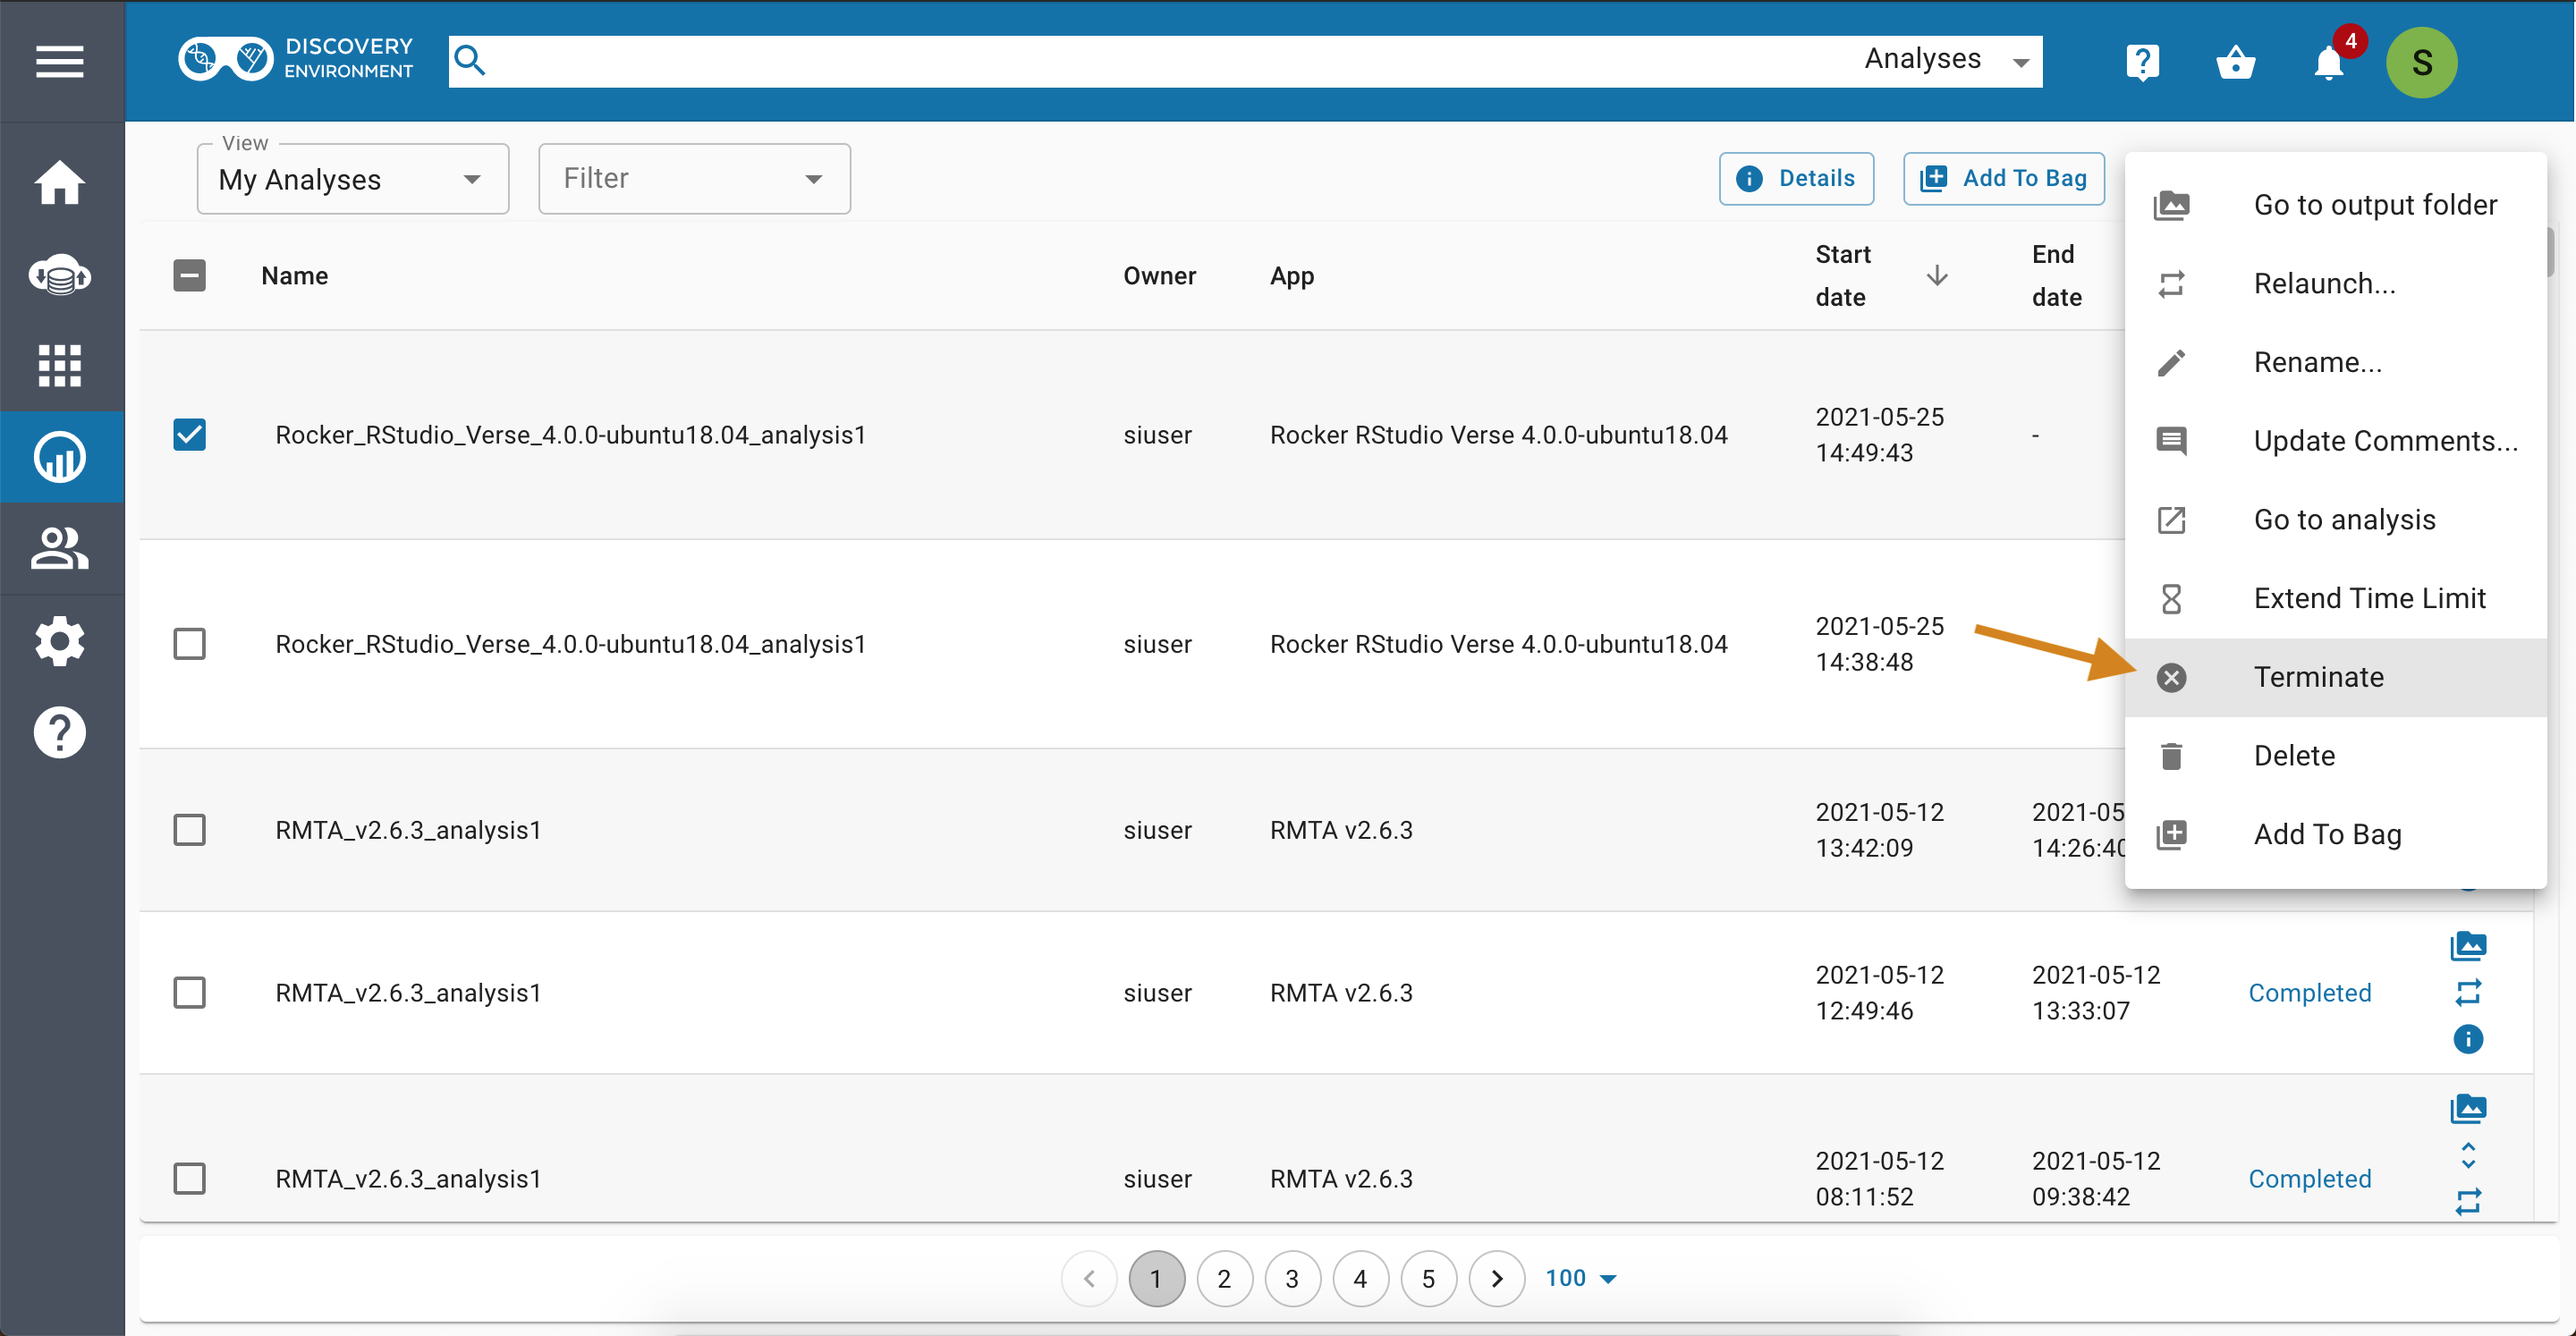 DISCOVERY
ENVIRONMENT
Analyses
4
S
View
My Analyses
Filter
Details
Add To Bag
Name
Owner
App
Start
date
End
date
Rocker_RStudio_Verse_4.0.0-ubuntu18.04_analysis1
siuser
Rocker RStudio Verse 4.0.0-ubuntu18.04
2021-05-25
14:49:43
-
Rocker_RStudio_Verse_4.0.0-ubuntu18.04_analysis1
siuser
Rocker RStudio Verse 4.0.0-ubuntu18.04
2021-05-25
14:38:48
RMTA_v2.6.3_analysis1
siuser
RMTA v2.6.3
2021-05-12
13:42:09
2021-05
14:26:40
RMTA_v2.6.3_analysis1
siuser
RMTA v2.6.3
2021-05-12
12:49:46
2021-05-12
13:33:07
Completed
RMTA_v2.6.3_analysis1
siuser
RMTA v2.6.3
2021-05-12
08:11:52
2021-05-12
09:38:42
Completed
Go to output folder
Relaunch...
Rename...
Update Comments...
Go to analysis
Extend Time Limit
Terminate
Delete
Add To Bag
1
2
3
4
5
100